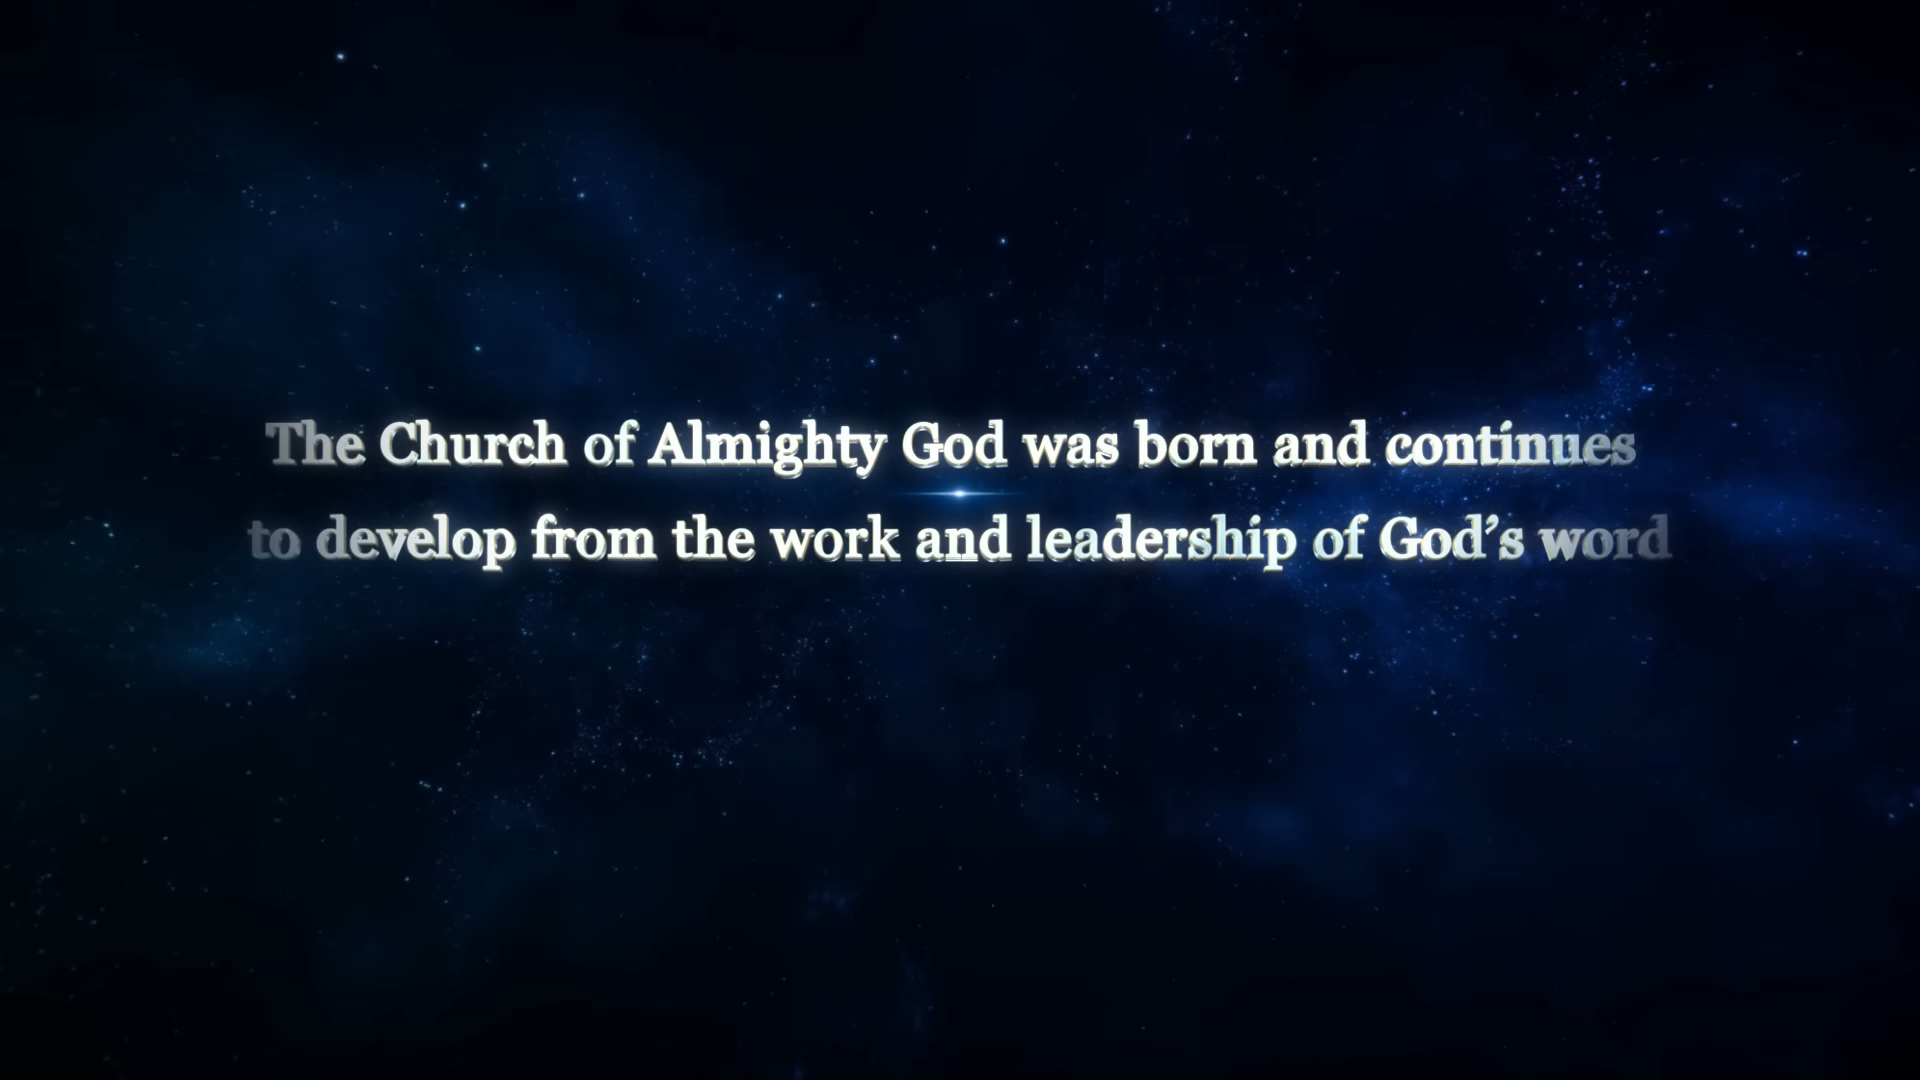 The Church of Almighty God was born and continues
to develop from the work and leadership of God’s word